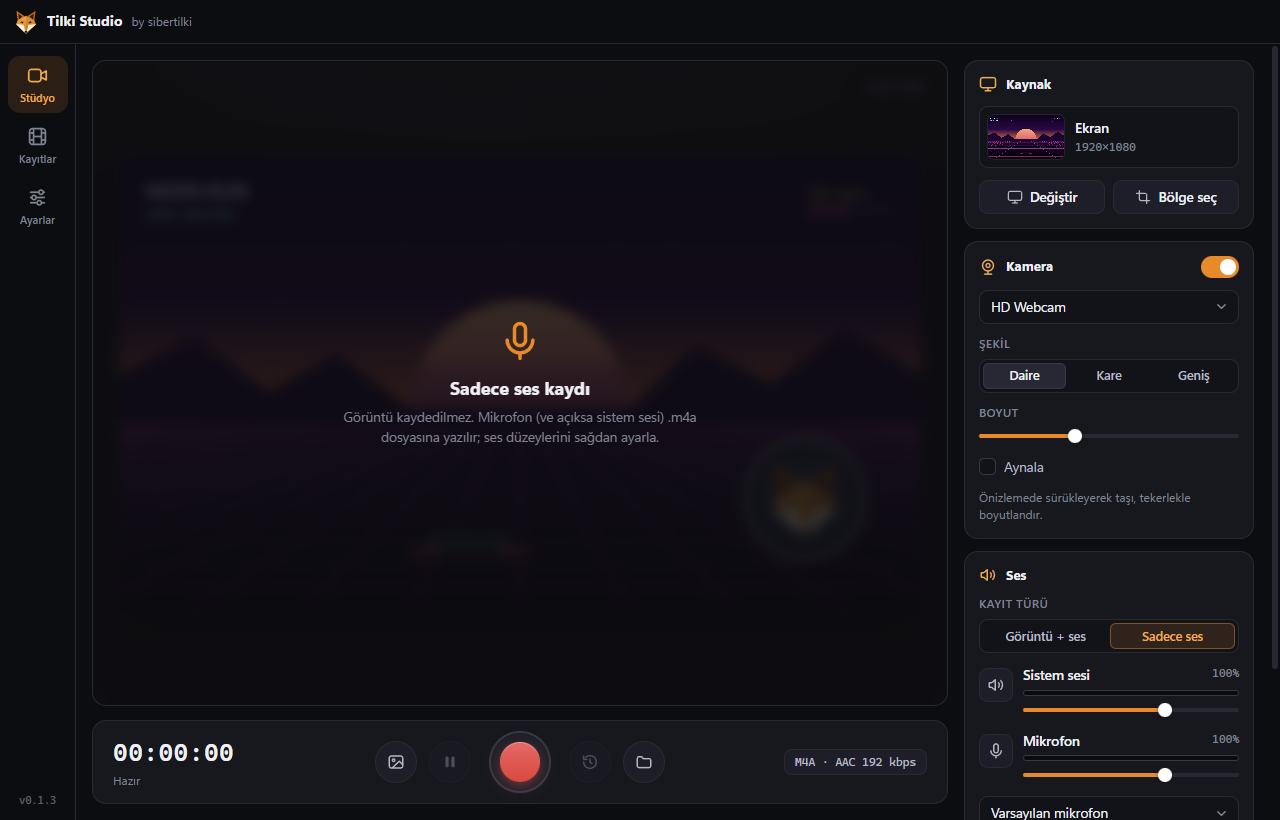 Tilki Studio by sibertilki
Stüdyo
Kayıtlar
Ayarlar
v0.1.3
Sadece ses kaydı
Görüntü kaydedilmez. Mikrofon (ve açıksa sistem sesi) .m4a
dosyasına yazılır; ses düzeylerini sağdan ayarla.
00:00:00
Hazır
M4A · AAC 192 kbps
Kaynak
Ekran
1920×1080
Değiştir
Bölge seç
Kamera
HD Webcam
ŞEKİL
Daire
Kare
Geniş
BOYUT
Aynala
Önizlemede sürükleyerek taşı, tekerlekle
boyutlandır.
Ses
KAYIT TÜRÜ
Görüntü + ses
Sadece ses
Sistem sesi 100%
Mikrofon 100%
Varsayılan mikrofon